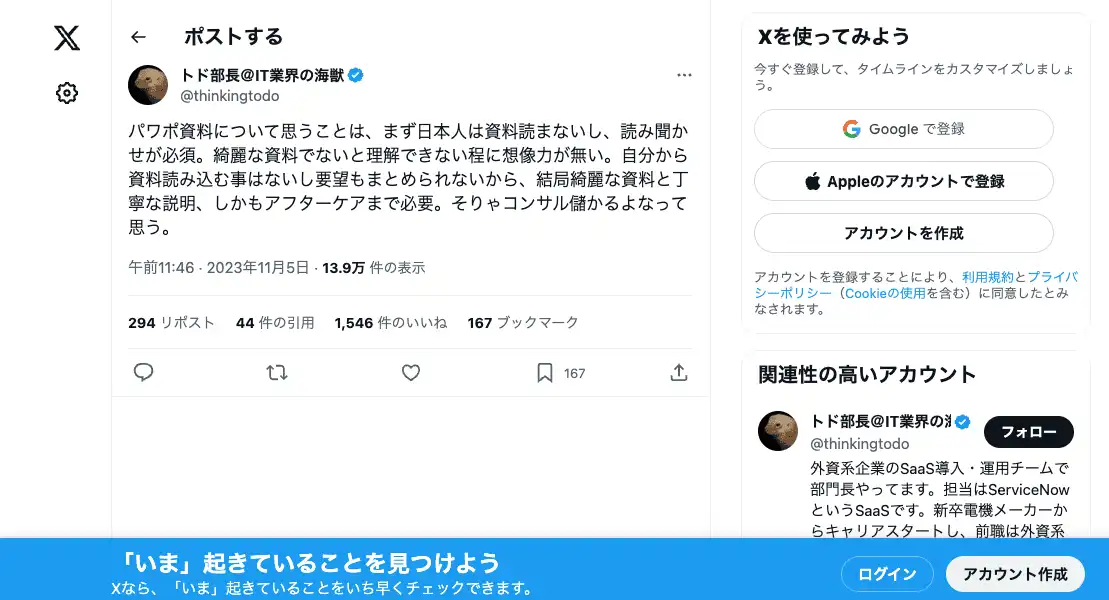 ポストする
トド部長@IT業界の海獣
@thinkingtodo
パワポ資料について思うことは、まず日本人は資料読まないし、読み聞か
せが必須。綺麗な資料でないと理解できない程に想像力が無い。自分から
資料読み込む事はないし要望もまとめられないから、結局綺麗な資料と丁
寧な説明、しかもアフターケアまで必要。そりゃコンサル儲かるよなって
思う。
午前11:46 · 2023年11月5日 · 13.9万 件の表示
294 リポスト 44 件の引用 1,546 件のいいね 167 ブックマーク
167
Xを使ってみよう
今すぐ登録して、タイムラインをカスタマイズしましょ
う。
Google で登録
Appleのアカウントで登録
アカウントを作成
アカウントを登録することにより、利用規約とプライバ
シーポリシー（Cookieの使用を含む）に同意したとみ
なされます。
関連性の高いアカウント
トド部長@IT業界の
フォロー
@thinkingtodo
外資系企業のSaaS導入・運用チームで
部門長やってます。担当はServiceNow
というSaaSです。新卒電機メーカーか
らキャリアスタートし、前職は外資系
「いま」起きていることを見つけよう
Xなら、「いま」起きていることをいち早くチェックできます。
ログイン
アカウント作成